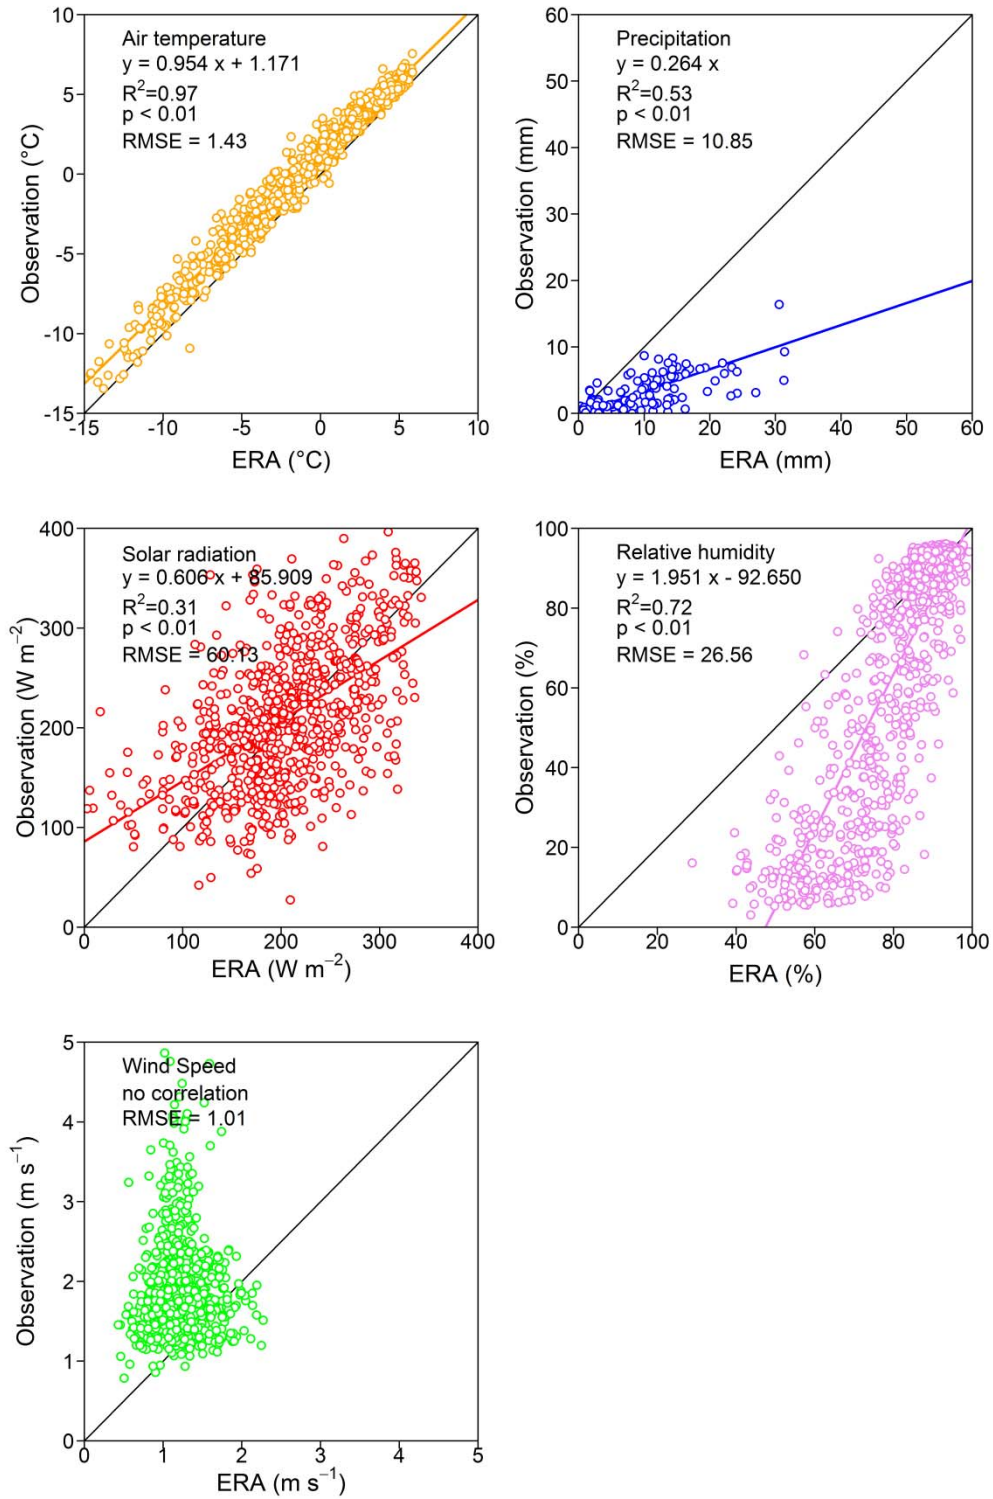 Air temperature
y = 0.954 x + 1.171
R²=0.97
p < 0.01
RMSE = 1.43
10
5
0
-5
-10
-15
Observation (°C)
-15
-10
-5
0
5
10
ERA (°C)
Precipitation
y = 0.264 x
R²=0.53
p < 0.01
RMSE = 10.85
60
50
40
30
20
10
0
Observation (mm)
0
10
20
30
40
50
60
ERA (mm)
Solar radiation
y = 0.606 x + 85.909
R²=0.31
p < 0.01
RMSE = 60.13
400
300
200
100
0
Observation (W m⁻²)
0
100
200
300
400
ERA (W m⁻²)
Relative humidity
y = 1.951 x - 92.650
R²=0.72
p < 0.01
RMSE = 26.56
100
80
60
40
20
0
Observation (%)
0
20
40
60
80
100
ERA (%)
Wind Speed
no correlation
RMSE = 1.01
5
4
3
2
1
0
Observation (m s⁻¹)
0
1
2
3
4
5
ERA (m s⁻¹)